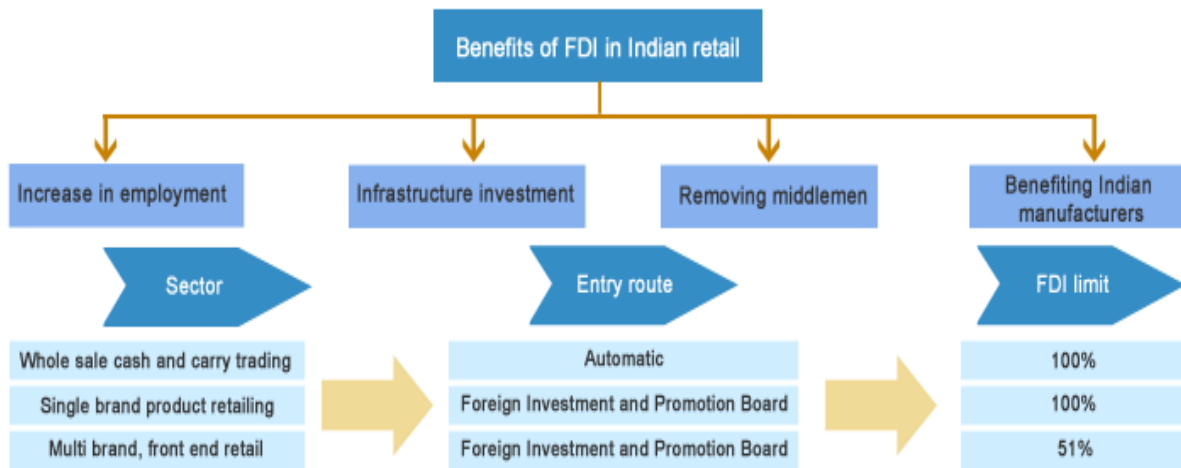 Benefits of FDI in Indian retail
Increase in employment
Infrastructure investment
Removing middlemen
Benefiting Indian
manufacturers
Sector
Entry route
FDI limit
Whole sale cash and carry trading
Automatic
100%
Single brand product retailing
Foreign Investment and Promotion Board
100%
Multi brand, front end retail
Foreign Investment and Promotion Board
51%